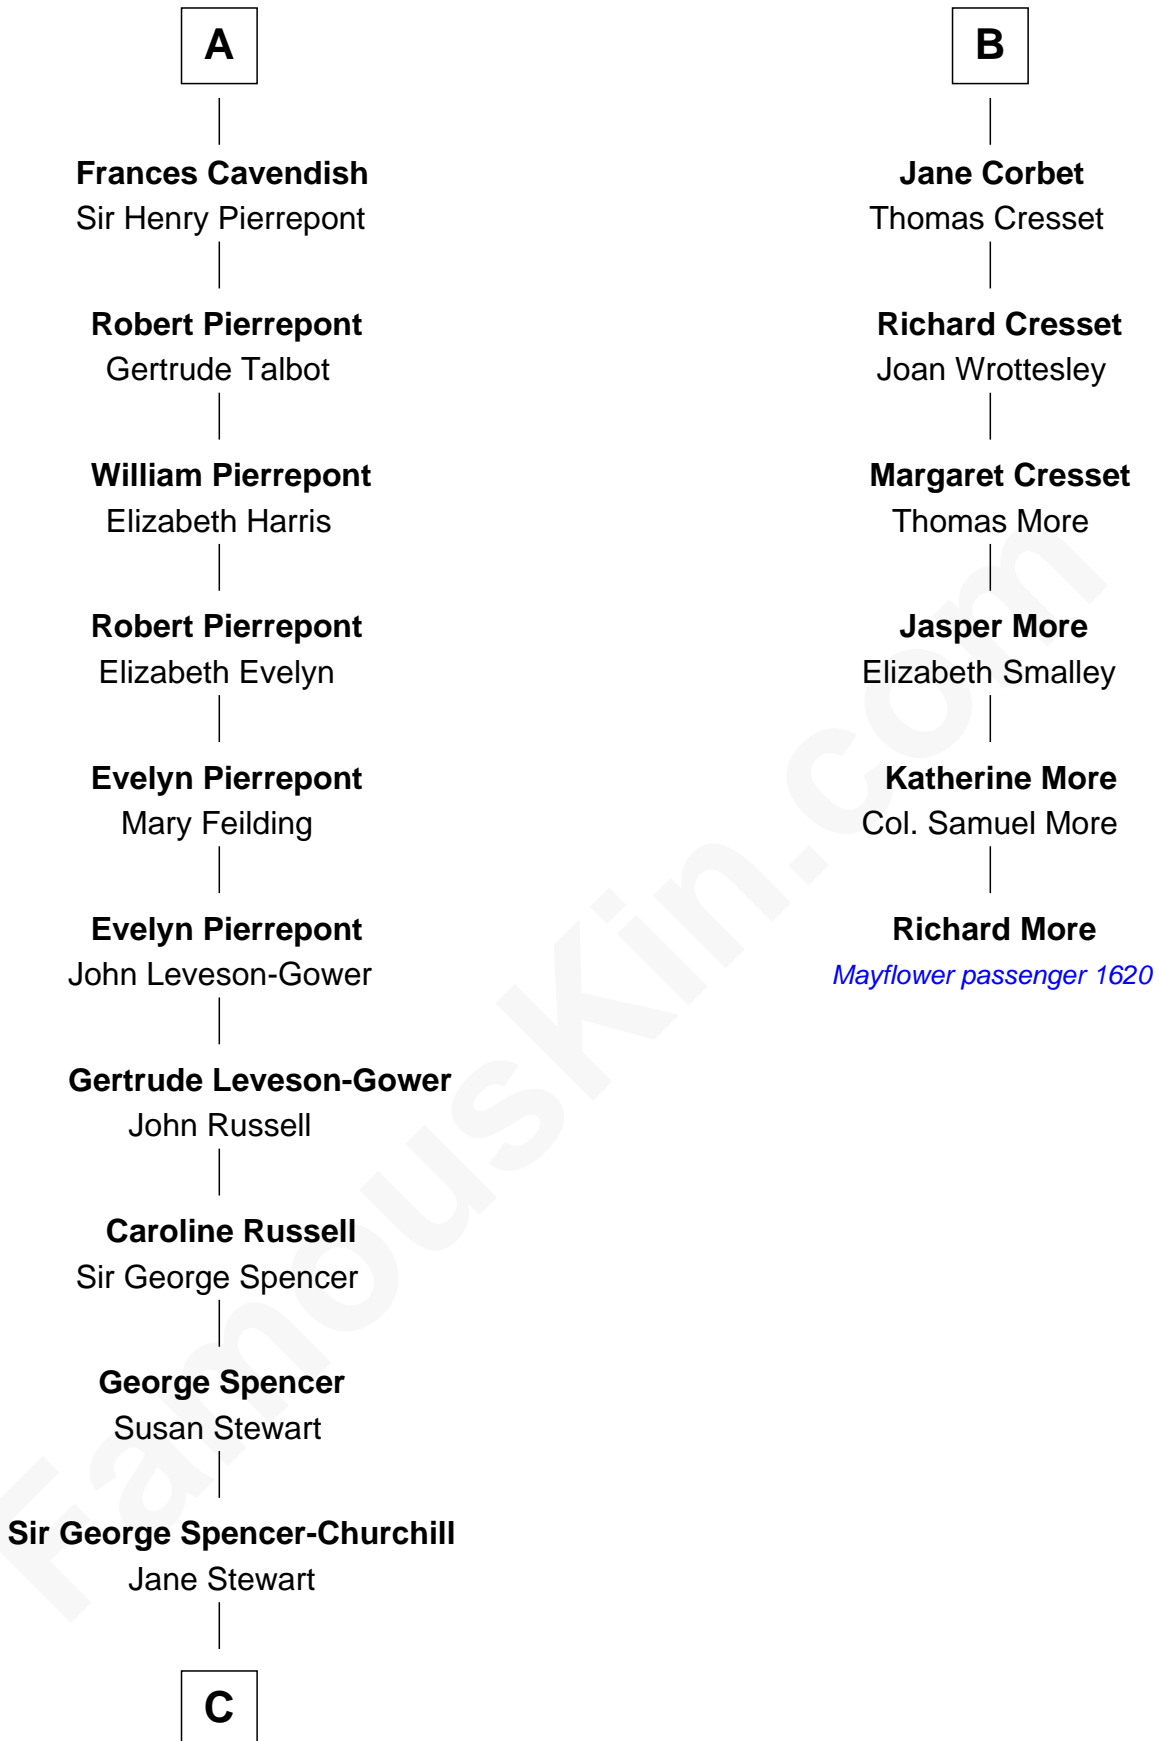 A
Frances Cavendish
Sir Henry Pierrepont
Robert Pierrepont
Gertrude Talbot
William Pierrepont
Elizabeth Harris
Robert Pierrepont
Elizabeth Evelyn
Evelyn Pierrepont
Mary Feilding
Evelyn Pierrepont
John Leveson-Gower
Gertrude Leveson-Gower
John Russell
Caroline Russell
Sir George Spencer
George Spencer
Susan Stewart
Sir George Spencer-Churchill
Jane Stewart
C
B
Jane Corbet
Thomas Cresset
Richard Cresset
Joan Wrottesley
Margaret Cresset
Thomas More
Jasper More
Elizabeth Smalley
Katherine More
Col. Samuel More
Richard More
Mayflower passenger 1620
FamousKin.com